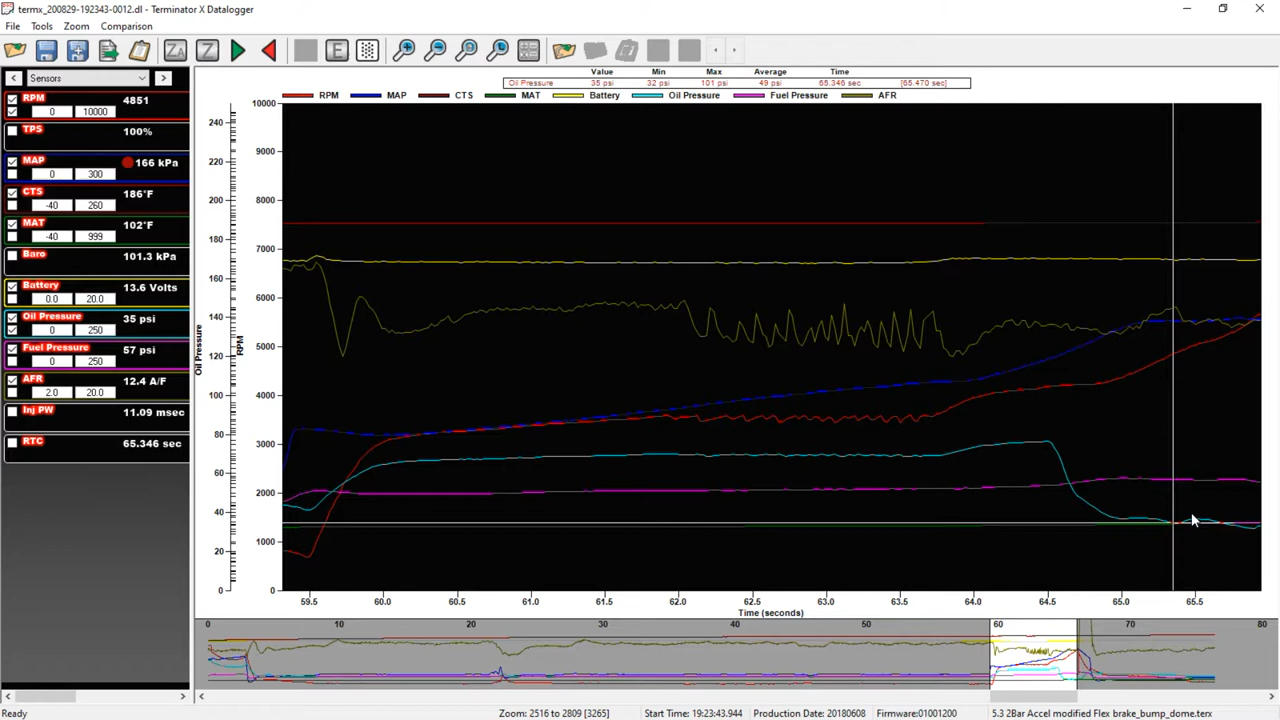 termx_200829-192343-0012.dl - Terminator X Datalogger
File Tools Zoom Comparison
ZA Z E
Sensors
RPM 4851
0 10000
TPS 100%
MAP 166 kPa
0 300
CTS 186°F
-40 260
MAT 102°F
-40 999
Baro 101.3 kPa
Battery 13.6 Volts
0.0 20.0
Oil Pressure 35 psi
0 250
Fuel Pressure 57 psi
0 250
AFR 12.4 A/F
2.0 20.0
Inj PW 11.09 msec
RTC 65.346 sec
Value Min Max Average Time
Oil Pressure 35 psi 32 psi 101 psi 49 psi 65.346 sec [65.470 sec]
RPM MAP CTS MAT Battery Oil Pressure Fuel Pressure AFR
Oil Pressure
240
220
200
180
160
140
120
100
80
60
40
20
0
RPM
10000
9000
8000
7000
6000
5000
4000
3000
2000
1000
0
59.5 60.0 60.5 61.0 61.5 62.0 62.5 63.0 63.5 64.0 64.5 65.0 65.5
Time (seconds)
0 10 20 30 40 50 60 70 80
Ready Zoom: 2516 to 2809 [3265] Start Time: 19:23:43.944 Production Date: 20180608 Firmware:01001200 5.3 2Bar Accel modified Flex brake_bump_dome.terx